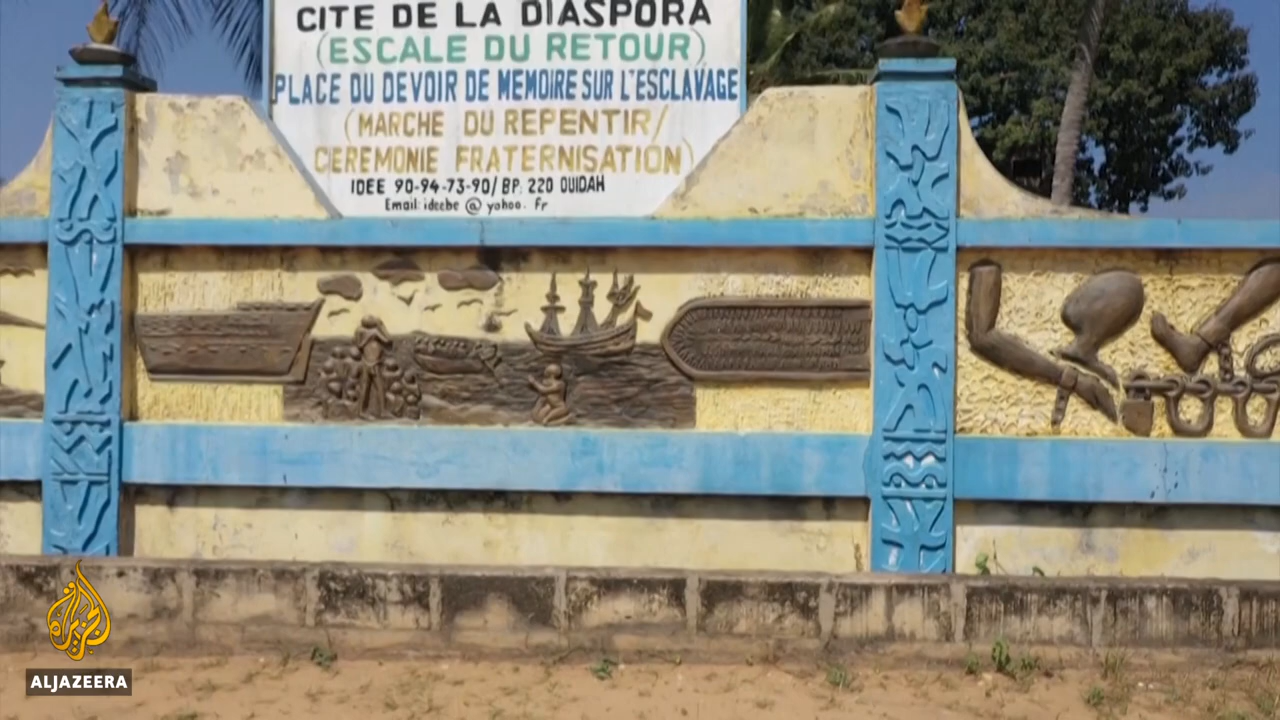 CITE DE LA DIASPORA
(ESCALE DU RETOUR)
PLACE DU DEVOIR DE MEMOIRE SUR L'ESCLAVAGE
(MARCHE DU REPENTIR/
CEREMONIE FRATERNISATION)
IDEE 90-94-73-90/BP. 220 OUIDAH
Email: ideebe@yahoo.fr
ALJAZEERA